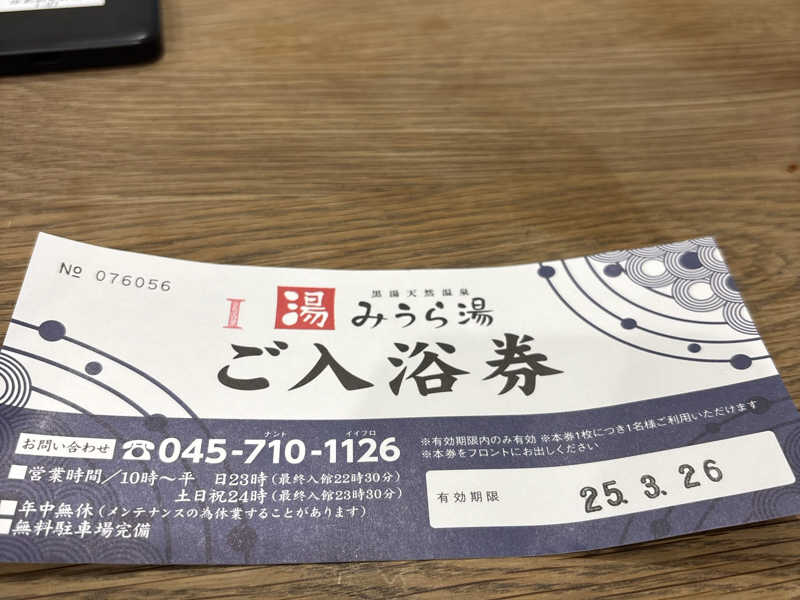 № 076056
黒湯天然温泉
湯 みうら湯
ご入浴券
お問い合わせ ☎045-710-1126
ナント イイフロ
■営業時間/10時〜平 日23時(最終入館22時30分)
土日祝24時(最終入館23時30分)
■年中無休(メンテナンスの為休業することがあります)
■無料駐車場完備
※有効期限内のみ有効 ※本券1枚につき1名様ご利用いただけます
※本券をフロントにお出しください
有効期限 25.3.26